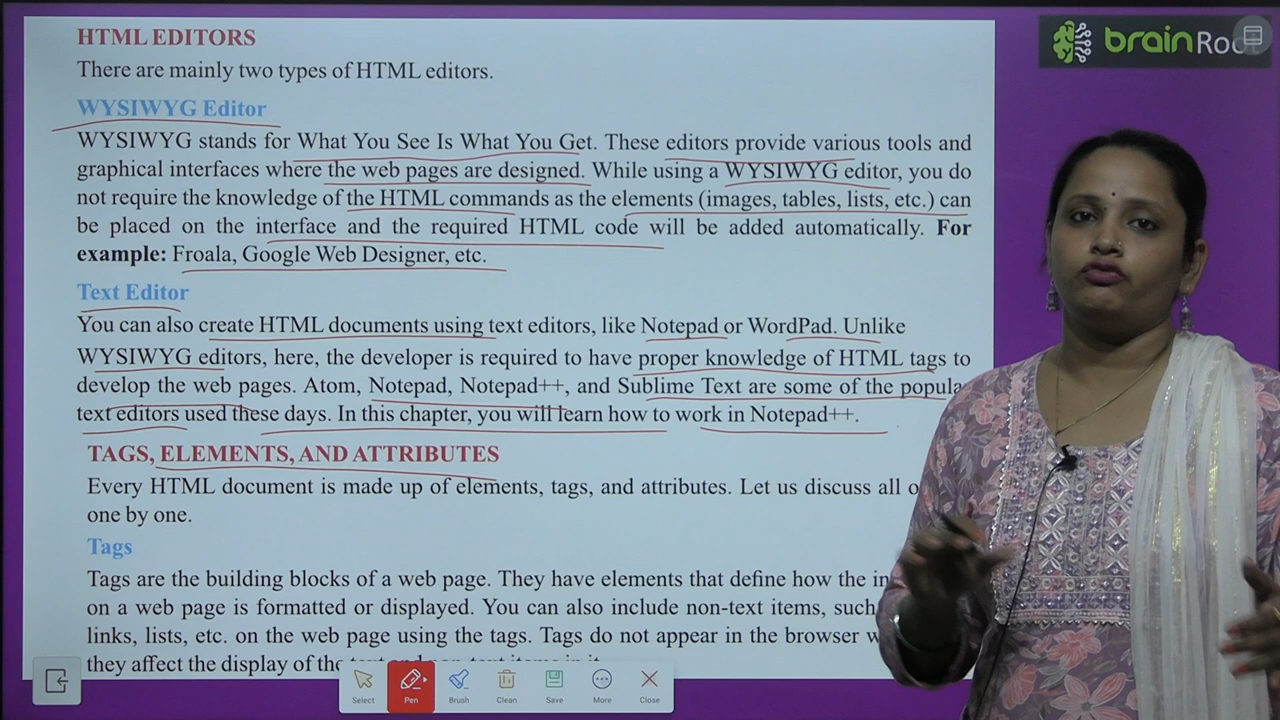 HTML EDITORS
There are mainly two types of HTML editors.
WYSIWYG Editor
WYSIWYG stands for What You See Is What You Get. These editors provide various tools and
graphical interfaces where the web pages are designed. While using a WYSIWYG editor, you do
not require the knowledge of the HTML commands as the elements (images, tables, lists, etc.) can
be placed on the interface and the required HTML code will be added automatically. For
example: Froala, Google Web Designer, etc.
Text Editor
You can also create HTML documents using text editors, like Notepad or WordPad. Unlike
WYSIWYG editors, here, the developer is required to have proper knowledge of HTML tags to
develop the web pages. Atom, Notepad, Notepad++, and Sublime Text are some of the popula
text editors used these days. In this chapter, you will learn how to work in Notepad++.
TAGS, ELEMENTS, AND ATTRIBUTES
Every HTML document is made up of elements, tags, and attributes. Let us discuss all o
one by one.
Tags
Tags are the building blocks of a web page. They have elements that define how the in
on a web page is formatted or displayed. You can also include non-text items, such
links, lists, etc. on the web page using the tags. Tags do not appear in the browser w
they affect the display of the
brainRoo
Select Pen Brush Clean Save More Close